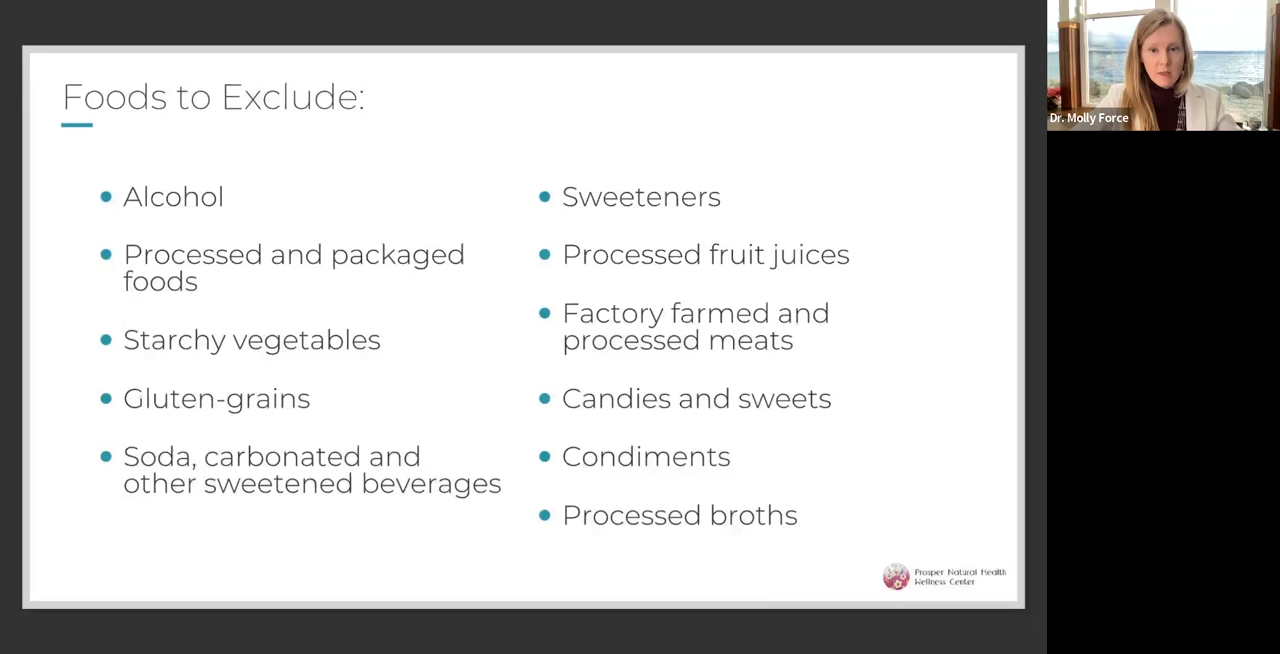 Foods to Exclude:
Alcohol
Processed and packaged
foods
Starchy vegetables
Gluten-grains
Soda, carbonated and
other sweetened beverages
Sweeteners
Processed fruit juices
Factory farmed and
processed meats
Candies and sweets
Condiments
Processed broths
Prosper Natural Health
Wellness Center
Dr. Molly Force